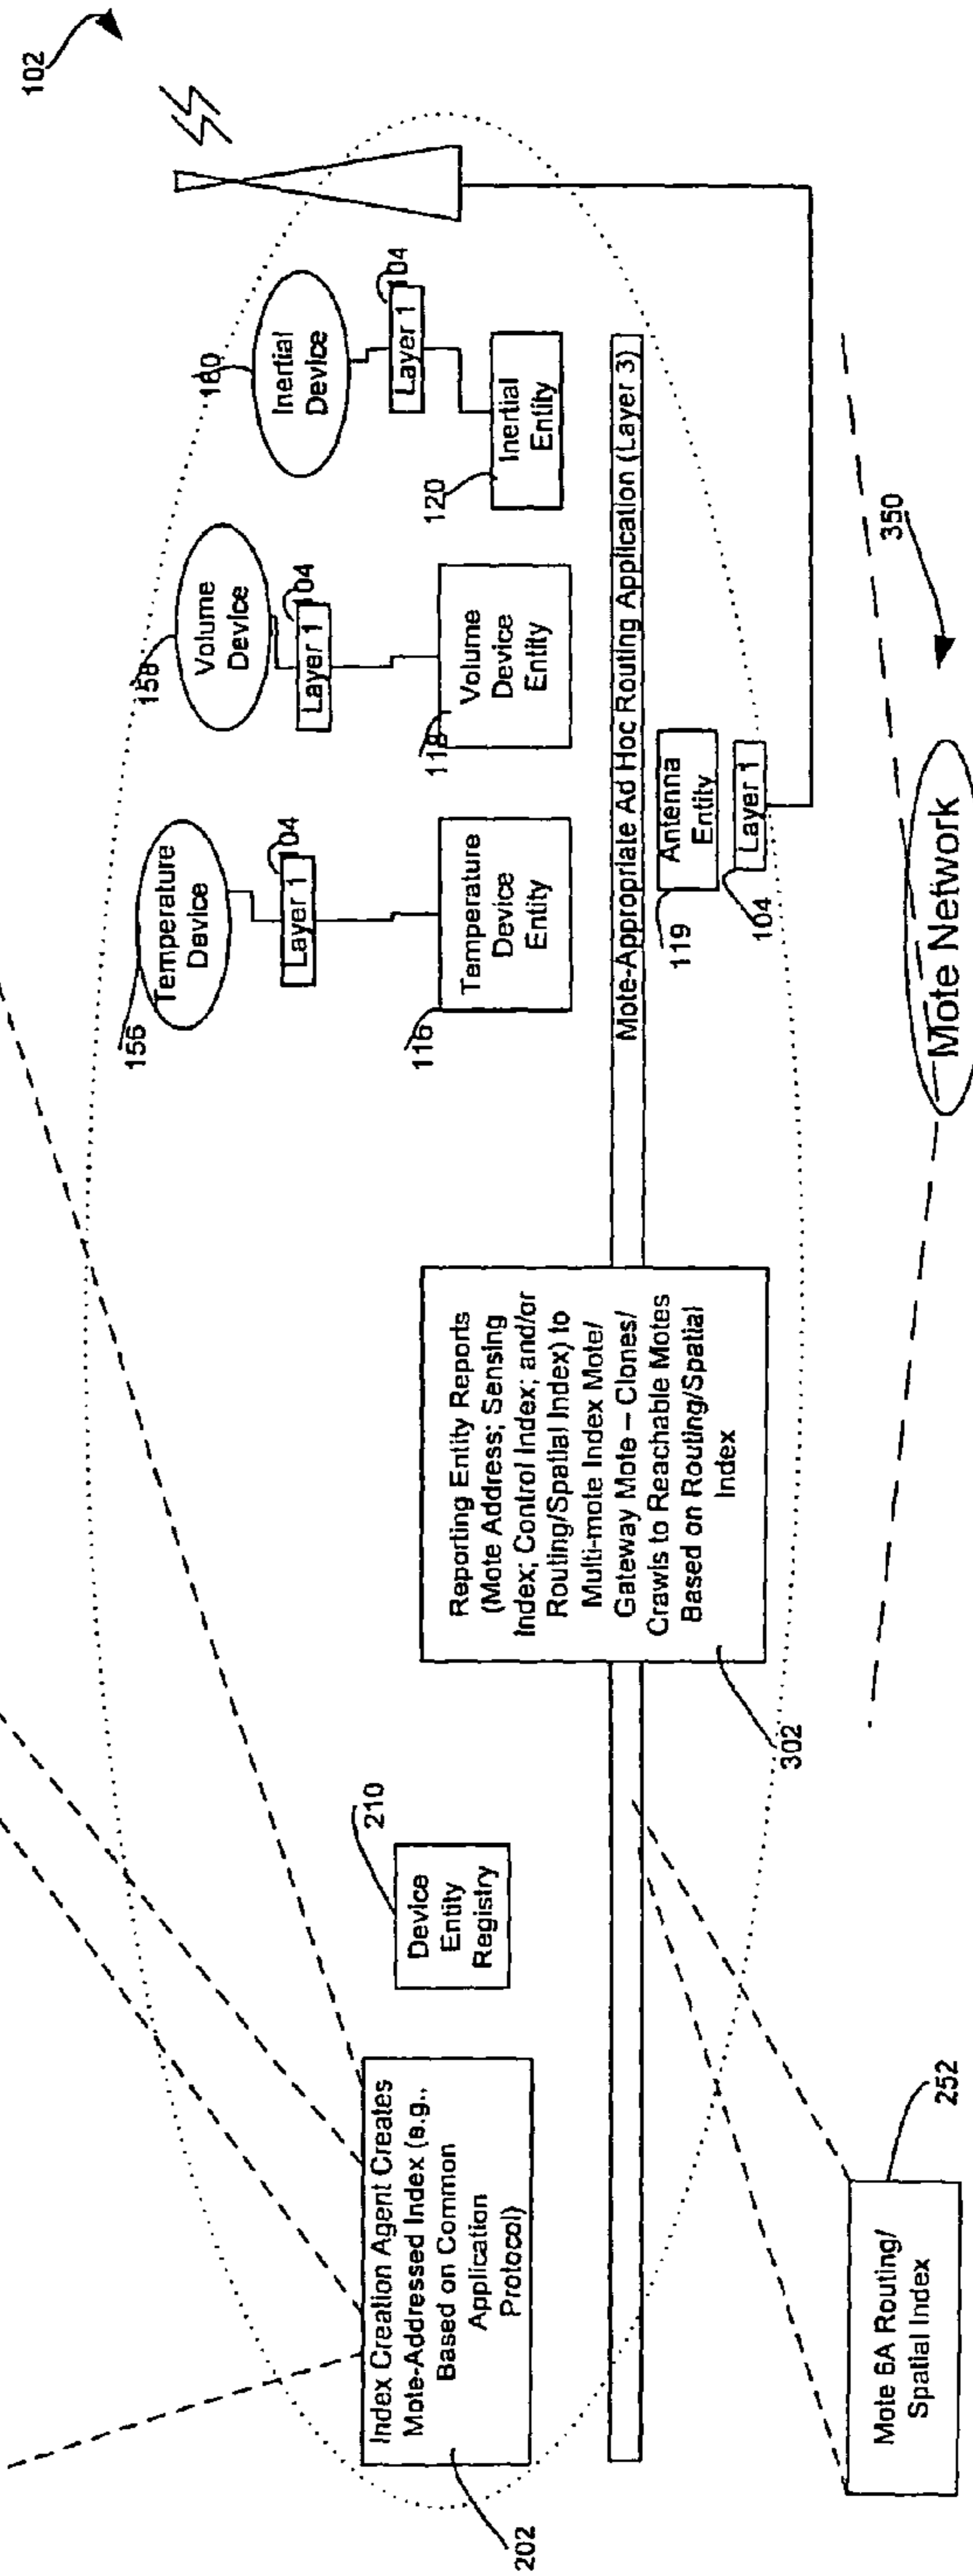 102
160
Inertial
Device
Layer 1
104
120
Inertial
Entity
158
Volume
Device
Layer 1
104
118
Volume
Device
Entity
156
Temperature
Device
Layer 1
104
116
Temperature
Device
Entity
Mote-Appropriate Ad Hoc Routing Application (Layer 3)
Antenna
Entity
119
Layer 1
104
350
Mote Network
Reporting Entity Reports
(Mote Address; Sensing
Index; Control Index; and/or
Routing/Spatial Index) to
Multi-mote Index Mote/
Gateway Mote – Clones/
Crawls to Reachable Motes
Based on Routing/Spatial
Index
302
210
Device
Entity
Registry
Index Creation Agent Creates
Mote-Addressed Index (e.g.,
Based on Common
Application
Protocol)
202
252
Mote 6A Routing/
Spatial Index